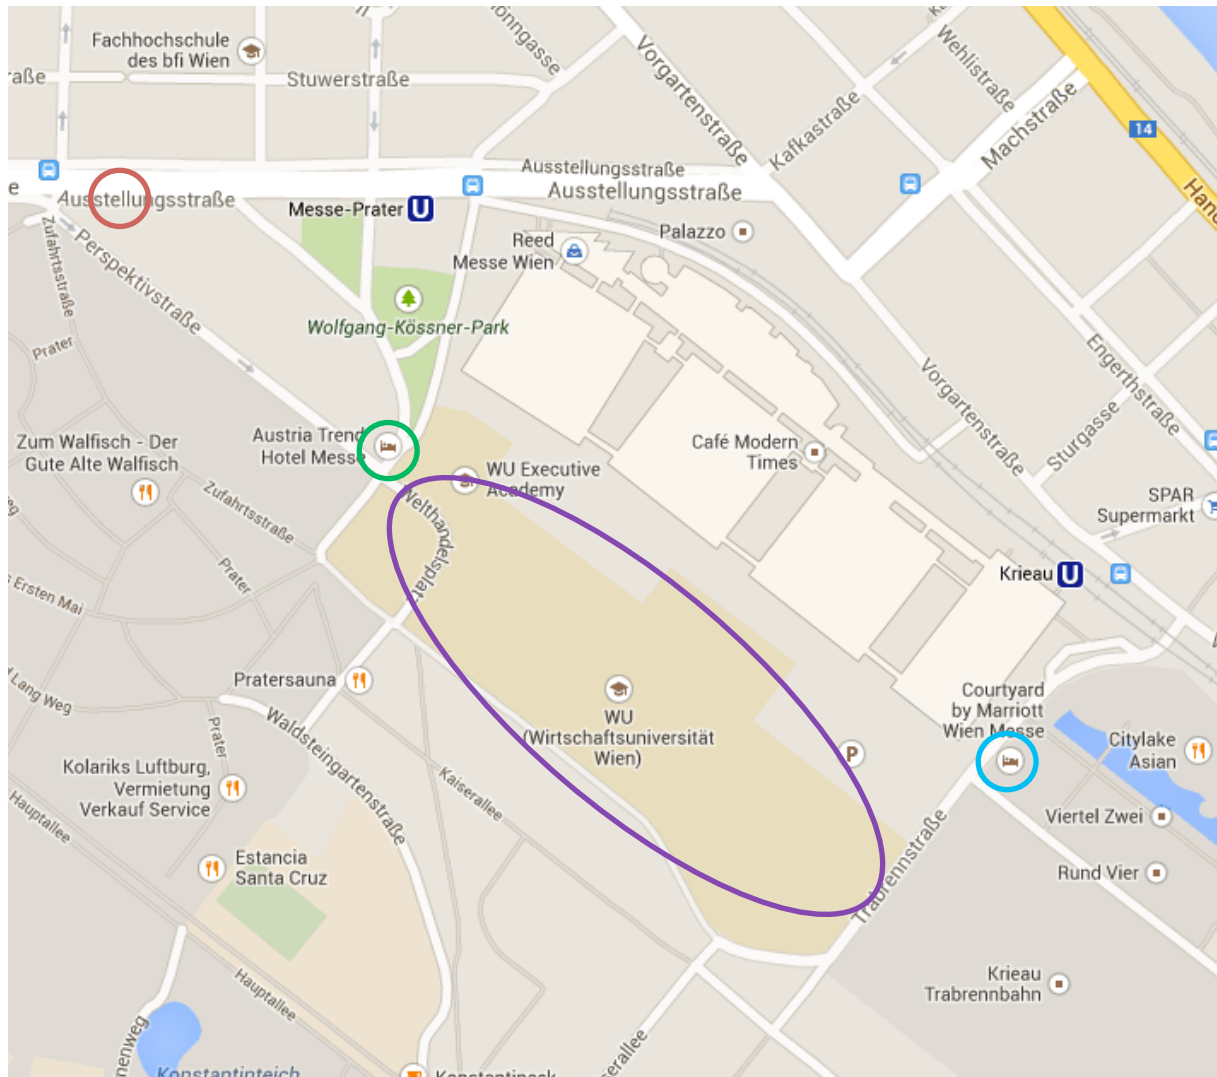 Fachhochschule
des bfi Wien
Stuwerstraße
Vorgartenstraße
Kafkastraße
Wehlistraße
Machstraße
14
Ausstellungsstraße
Ausstellungsstraße
Ausstellungsstraße
Messe-Prater U
Zufahrtsstraße
Perspektivstraße
Reed
Messe Wien
Palazzo
Wolfgang-Kössner-Park
Prater
Engerthstraße
Vorgartenstraße
Sturgasse
Zum Walfisch - Der
Gute Alte Walfisch
Austria Trend
Hotel Messe
WU Executive
Academy
Café Modern
Times
SPAR
Supermarkt
Zufahrtsstraße
Welthandelsplatz
Prater
Krieau U
Ersten Mai
Pratersauna
Lang Weg
Prater
Waldsteingartenstraße
WU
(Wirtschaftsuniversität
Wien)
P
Courtyard
by Marriott
Wien Messe
Citylake
Asian
Kolariks Luftburg,
Vermietung
Verkauf Service
Kaiserallee
Viertel Zwei
Hauptallee
Estancia
Santa Cruz
Trabrennstraße
Rund Vier
Hauptallee
Krieau
Trabrennbahn
Konstantinteich